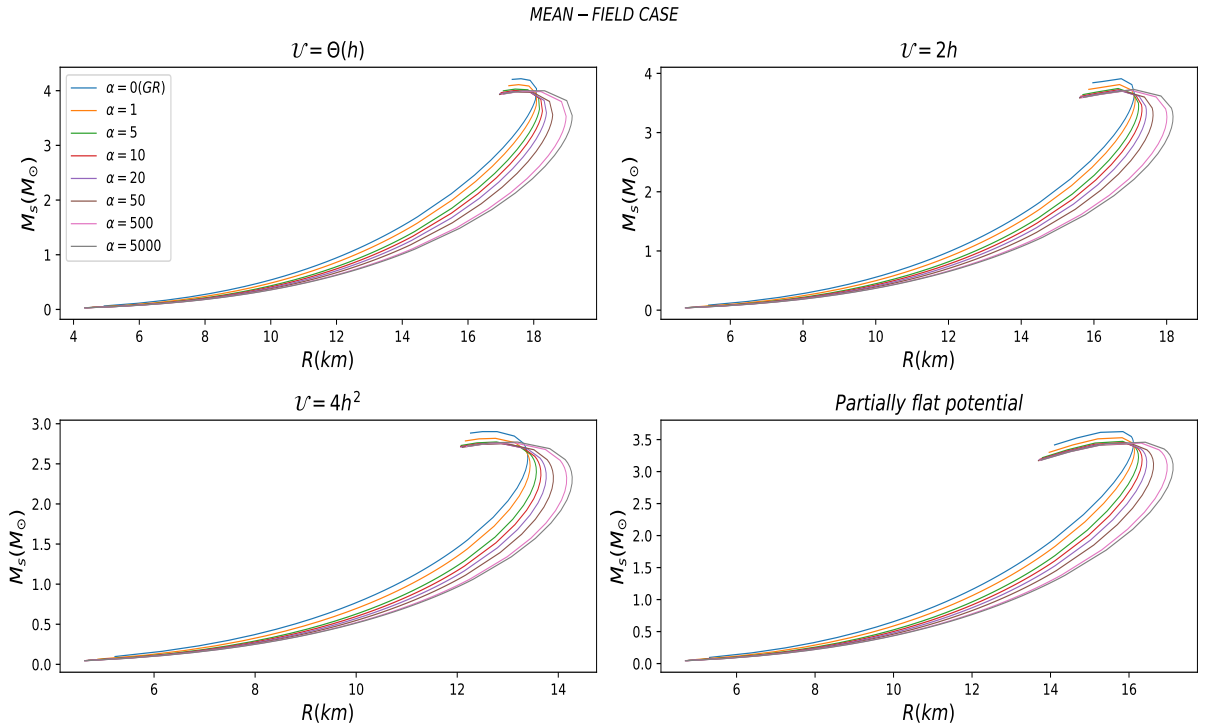 MEAN – FIELD CASE
𝒰 = Θ(h)
M_s(M_⊙)
4
3
2
1
0
α = 0(GR)
α = 1
α = 5
α = 10
α = 20
α = 50
α = 500
α = 5000
4 6 8 10 12 14 16 18
R(km)
𝒰 = 2h
M_s(M_⊙)
4
3
2
1
0
6 8 10 12 14 16 18
R(km)
𝒰 = 4h²
M_s(M_⊙)
3.0
2.5
2.0
1.5
1.0
0.5
0.0
6 8 10 12 14
R(km)
Partially flat potential
M_s(M_⊙)
3.5
3.0
2.5
2.0
1.5
1.0
0.5
0.0
6 8 10 12 14 16
R(km)